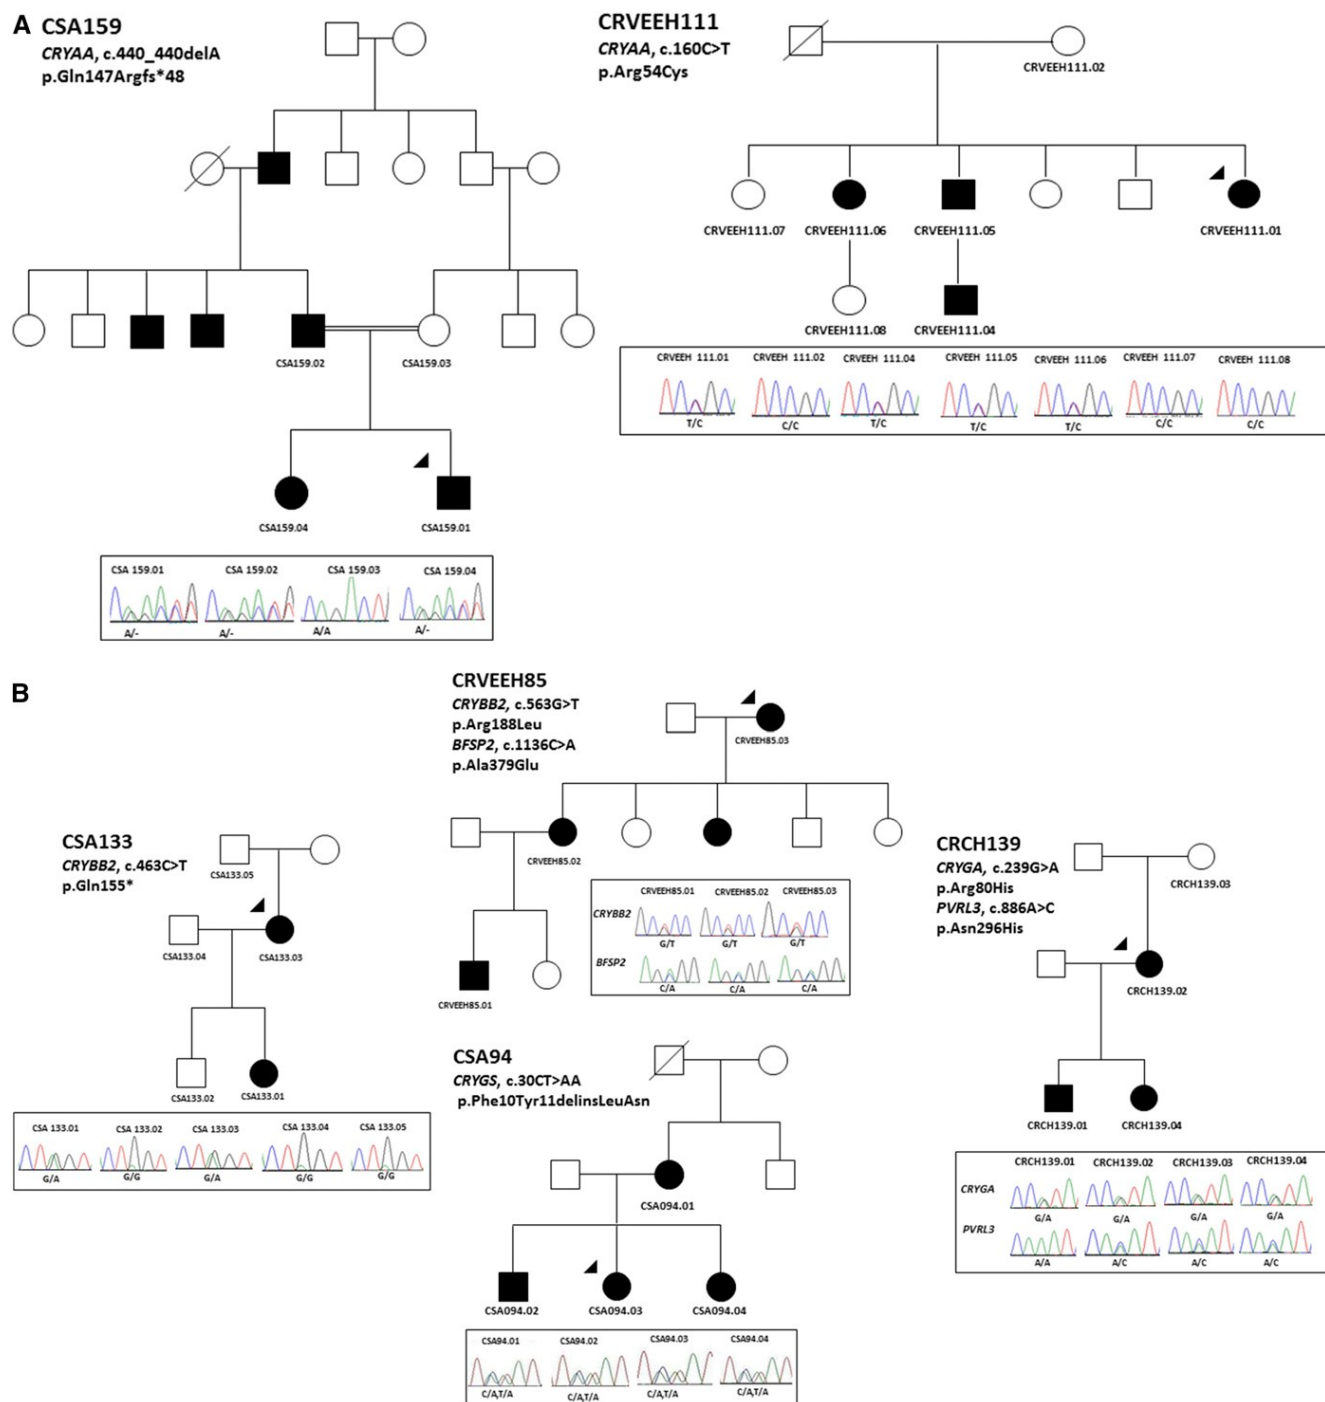 A
CSA159
CRYAA, c.440_440delA
p.Gln147Argfs*48
CSA159.02
CSA159.03
CSA159.04
CSA159.01
CSA 159.01 CSA 159.02 CSA 159.03 CSA 159.04
A/- A/- A/A A/-
CRVEEH111
CRYAA, c.160C>T
p.Arg54Cys
CRVEEH111.02
CRVEEH111.07 CRVEEH111.06 CRVEEH111.05 CRVEEH111.01
CRVEEH111.08 CRVEEH111.04
CRVEEH 111.01 CRVEEH 111.02 CRVEEH 111.04 CRVEEH 111.05 CRVEEH 111.06 CRVEEH 111.07 CRVEEH 111.08
T/C C/C T/C T/C T/C C/C C/C
B
CSA133
CRYBB2, c.463C>T
p.Gln155*
CSA133.05
CSA133.04 CSA133.03
CSA133.02 CSA133.01
CSA 133.01 CSA 133.02 CSA 133.03 CSA 133.04 CSA 133.05
G/A G/G G/A G/G G/G
CRVEEH85
CRYBB2, c.563G>T
p.Arg188Leu
BFSP2, c.1136C>A
p.Ala379Glu
CRVEEH85.03
CRVEEH85.02
CRVEEH85.01
CRVEEH85.01 CRVEEH85.02 CRVEEH85.03
CRYBB2
G/T G/T G/T
BFSP2
C/A C/A C/A
CSA94
CRYGS, c.30CT>AA
p.Phe10Tyr11delinsLeuAsn
CSA094.01
CSA094.02 CSA094.03 CSA094.04
CSA94.01 CSA94.02 CSA94.03 CSA94.04
C/A,T/A C/A,T/A C/A,T/A C/A,T/A
CRCH139
CRYGA, c.239G>A
p.Arg80His
PVRL3, c.886A>C
p.Asn296His
CRCH139.03
CRCH139.02
CRCH139.01 CRCH139.04
CRCH139.01 CRCH139.02 CRCH139.03 CRCH139.04
CRYGA
G/A G/A G/A G/A
PVRL3
A/A A/C A/C A/C